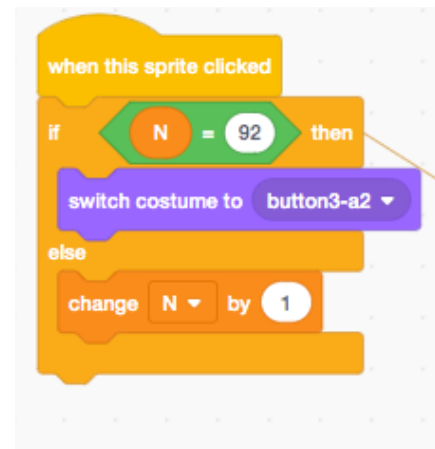 when this sprite clicked
if N = 92 then
switch costume to button3-a2
else
change N by 1